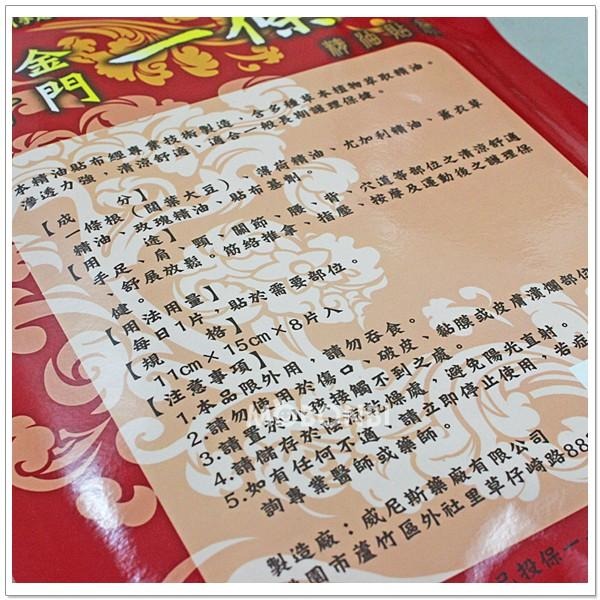 金門
一條
精油貼布
本精油貼布經專業技術製造,含多種草本植物萃取精油。
滲透力強,清涼舒適,適合一般長期護理保健。
【成 分】
一條根(闊葉大豆)、薄荷精油、尤加利精油、薰衣草
精油、玫瑰精油、貼布基劑。
【用 途】
手足、肩、頸、關節、腰、背、穴道等部位之清涼舒適
、舒展放鬆。筋絡推拿、指壓、按摩及運動後之護理保
健。
【用法用量】
每日1片,貼於需要部位。
【規 格】
11cm×15cm×8片入
【注意事項】
1.本品限外用,請勿吞食。
2.請勿使用於傷口、破皮、黏膜或皮膚潰爛部位
3.請置於小孩接觸不到之處。
4.請儲存於乾燥處,避免陽光直射。
5.如有任何不適,請立即停止使用,若症
詢專業醫師或藥師。
製造廠:威尼斯藥廠有限公司
園市蘆竹區外社里草仔崎路88
品投保一